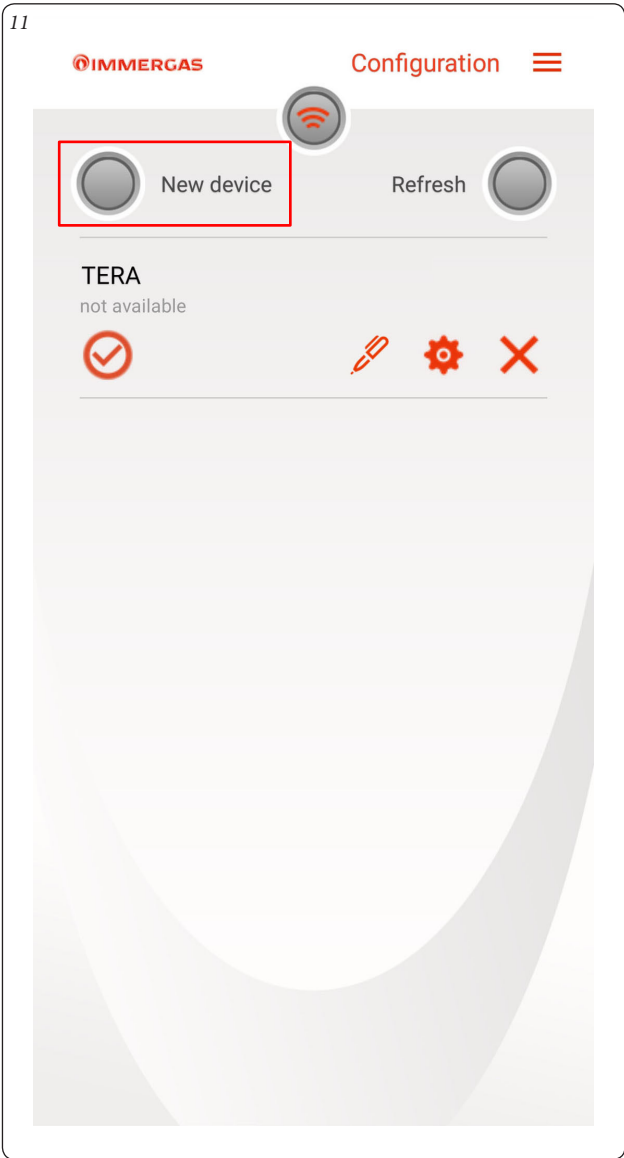 11
IMMERGAS
Configuration
New device
Refresh
TERA
not available